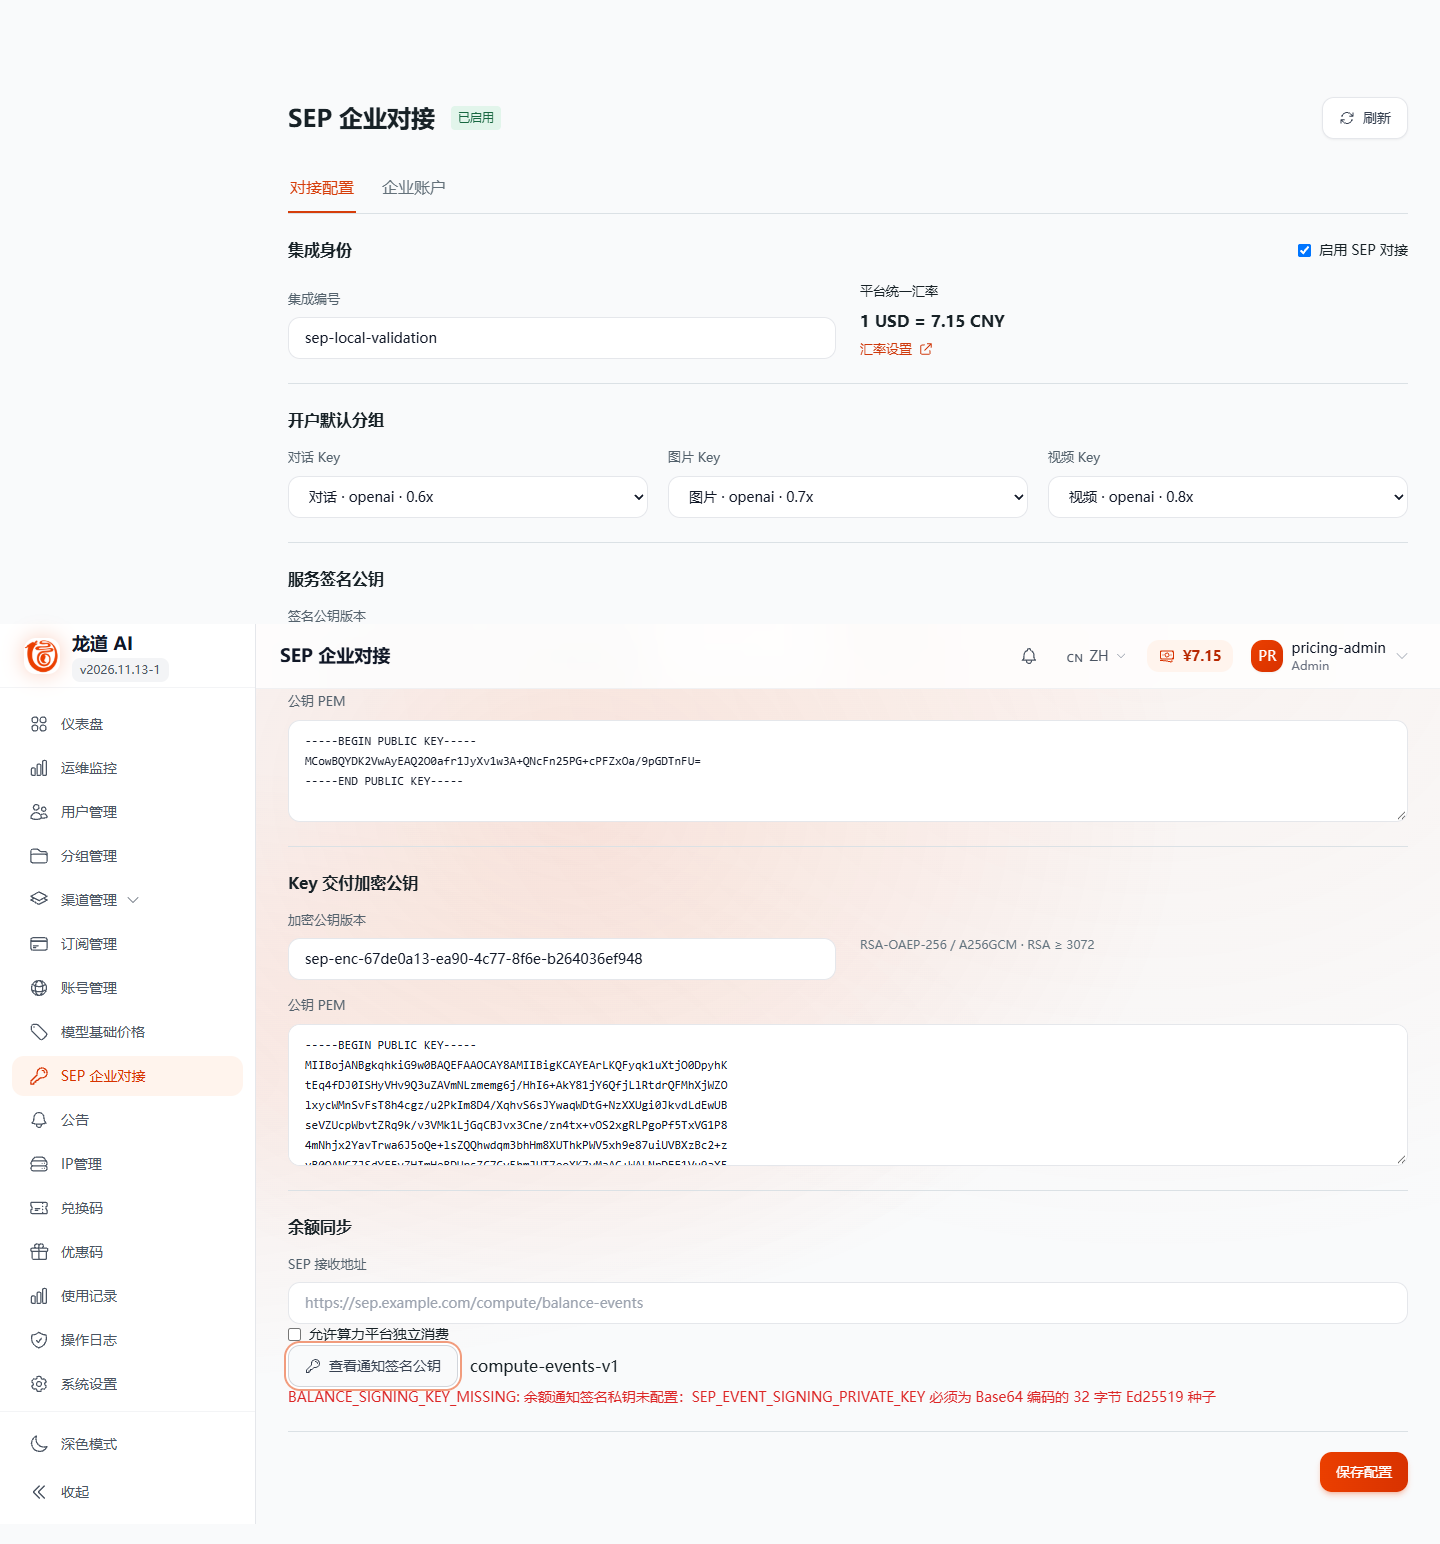 SEP 企业对接
已启用
刷新
对接配置
企业账户
集成身份
启用 SEP 对接
集成编号
sep-local-validation
平台统一汇率
1 USD = 7.15 CNY
汇率设置
开户默认分组
对话 Key
图片 Key
视频 Key
对话 · openai · 0.6x
图片 · openai · 0.7x
视频 · openai · 0.8x
服务签名公钥
签名公钥版本
龙道 AI
v2026.11.13-1
SEP 企业对接
CN ZH
¥7.15
PR
pricing-admin
Admin
仪表盘
运维监控
用户管理
分组管理
渠道管理
订阅管理
账号管理
模型基础价格
SEP 企业对接
公告
IP管理
兑换码
优惠码
使用记录
操作日志
系统设置
深色模式
收起
公钥 PEM
-----BEGIN PUBLIC KEY-----
MCowBQYDK2VwAyEAQ2O0afr1JyXv1w3A+QNcFn25PG+cPFZxOa/9pGDTnFU=
-----END PUBLIC KEY-----
Key 交付加密公钥
加密公钥版本
sep-enc-67de0a13-ea90-4c77-8f6e-b264036ef948
RSA-OAEP-256 / A256GCM · RSA ≥ 3072
公钥 PEM
-----BEGIN PUBLIC KEY-----
MIIBojANBgkqhkiG9w0BAQEFAAOCAY8AMIIBigKCAYEArLKQFyqk1uXtjO0DpyhK
tEq4fDJ0ISHyVHv9Q3uZAVmNLzmemg6j/HhI6+AkY81jY6QfjLlRtdrQFMhXjWZO
lxycWMnSvFsT8h4cgz/u2PkIm8D4/XqhvS6sJYwaqWDtG+NzXXUgi0JkvdLdEwUB
seVZUcpWbvtZRq9k/v3VMk1LjGqCBJvx3Cne/zn4tx+vOS2xgRLPgoPf5TxVG1P8
4mNhjx2YavTrwa6J5oQe+lsZQQhwdqm3bhHm8XUThkPWV5xh9e87uiUVBXzBc2+z
余额同步
SEP 接收地址
https://sep.example.com/compute/balance-events
允许算力平台独立消费
查看通知签名公钥
compute-events-v1
BALANCE_SIGNING_KEY_MISSING: 余额通知签名私钥未配置：SEP_EVENT_SIGNING_PRIVATE_KEY 必须为 Base64 编码的 32 字节 Ed25519 种子
保存配置